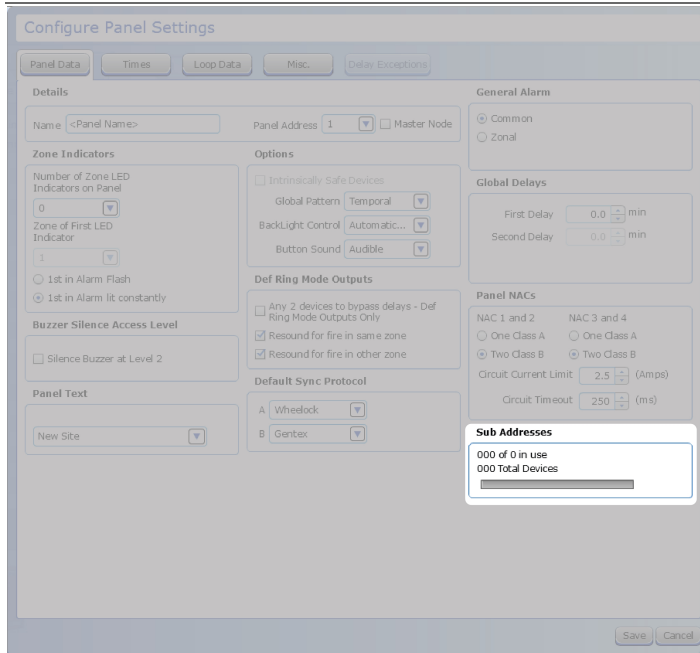 Configure Panel Settings
Panel Data
Times
Loop Data
Misc.
Delay Exceptions
Details
Name <Panel Name>
Panel Address 1
Master Node
Zone Indicators
Number of Zone LED
Indicators on Panel
0
Zone of First LED
Indicator
1
1st in Alarm Flash
1st in Alarm lit constantly
Buzzer Silence Access Level
Silence Buzzer at Level 2
Panel Text
New Site
Options
Intrinsically Safe Devices
Global Pattern Temporal
BackLight Control Automatic...
Button Sound Audible
Def Ring Mode Outputs
Any 2 devices to bypass delays - Def
Ring Mode Outputs Only
Resound for fire in same zone
Resound for fire in other zone
Default Sync Protocol
A Wheelock
B Gentex
General Alarm
Common
Zonal
Global Delays
First Delay 0.0 min
Second Delay 0.0 min
Panel NACs
NAC 1 and 2 NAC 3 and 4
One Class A One Class A
Two Class B Two Class B
Circuit Current Limit 2.5 (Amps)
Circuit Timeout 250 (ms)
Sub Addresses
000 of 0 in use
000 Total Devices
Save Cancel